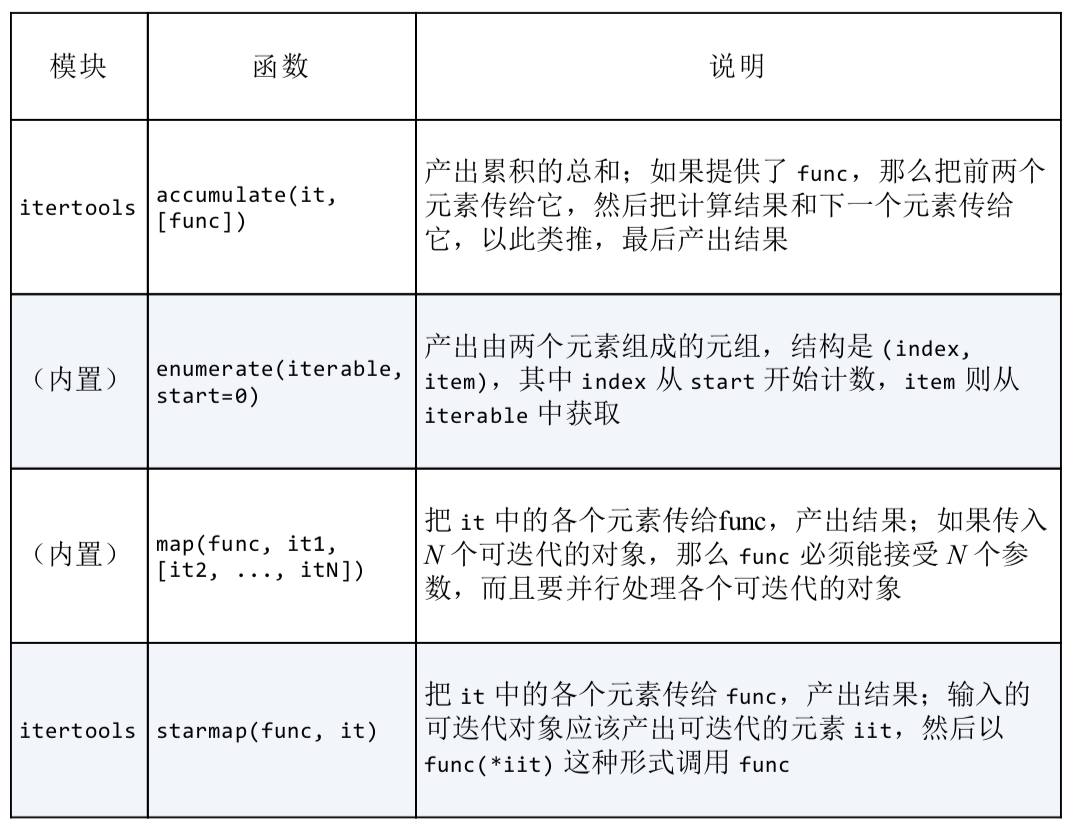 模块 函数 说明
itertools
accumulate(it,
[func])
产出累积的总和；如果提供了 func，那么把前两个
元素传给它，然后把计算结果和下一个元素传给
它，以此类推，最后产出结果
（内置）
enumerate(iterable,
start=0)
产出由两个元素组成的元组，结构是 (index,
item)，其中 index 从 start 开始计数，item 则从
iterable 中获取
（内置）
map(func, it1,
[it2, ..., itN])
把 it 中的各个元素传给func，产出结果；如果传入
N 个可迭代的对象，那么 func 必须能接受 N 个参
数，而且要并行处理各个可迭代的对象
itertools
starmap(func, it)
把 it 中的各个元素传给 func，产出结果；输入的
可迭代对象应该产出可迭代的元素 iit，然后以
func(*iit) 这种形式调用 func